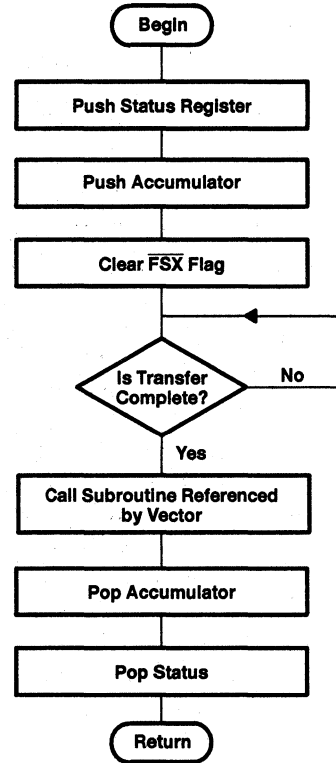 Begin
Push Status Register
Push Accumulator
Clear F̅S̅X̅ Flag
Is Transfer
Complete?
No
Yes
Call Subroutine Referenced
by Vector
Pop Accumulator
Pop Status
Return